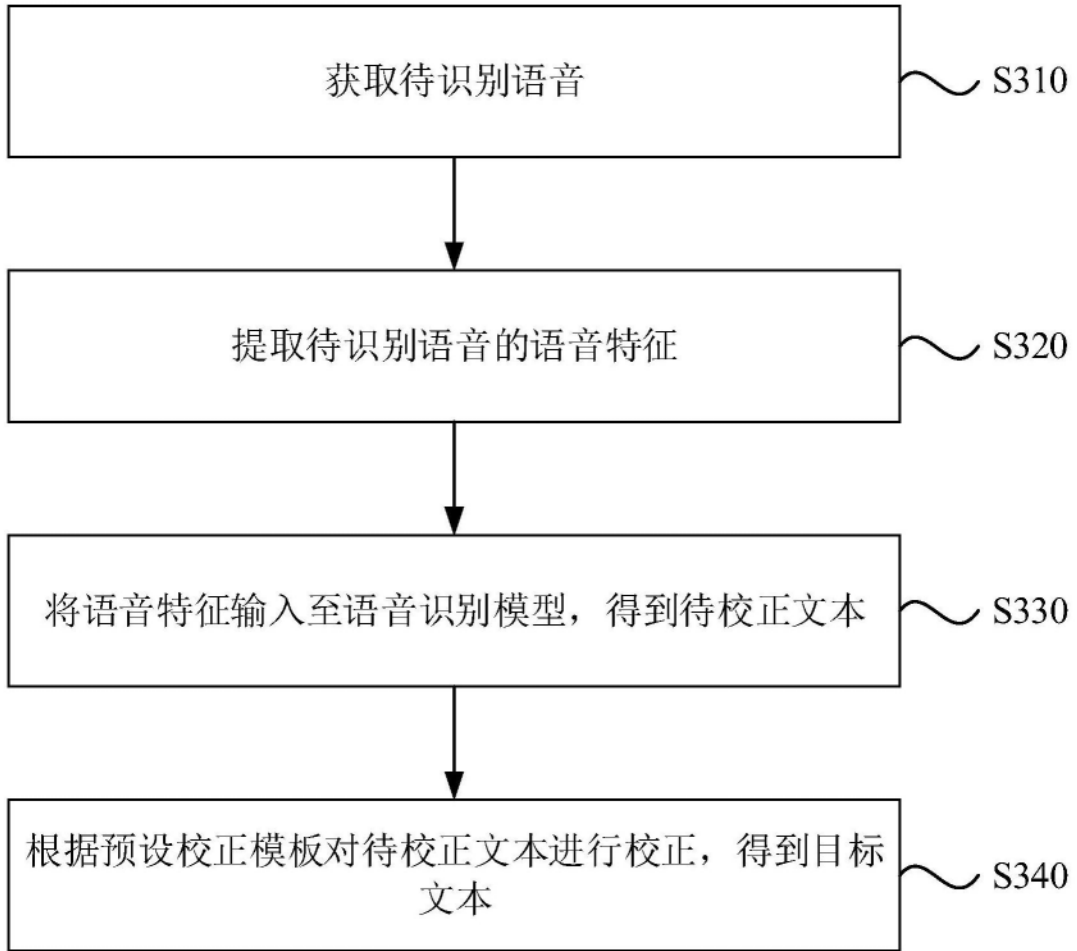 获取待识别语音
S310
提取待识别语音的语音特征
S320
将语音特征输入至语音识别模型，得到待校正文本
S330
根据预设校正模板对待校正文本进行校正，得到目标
文本
S340